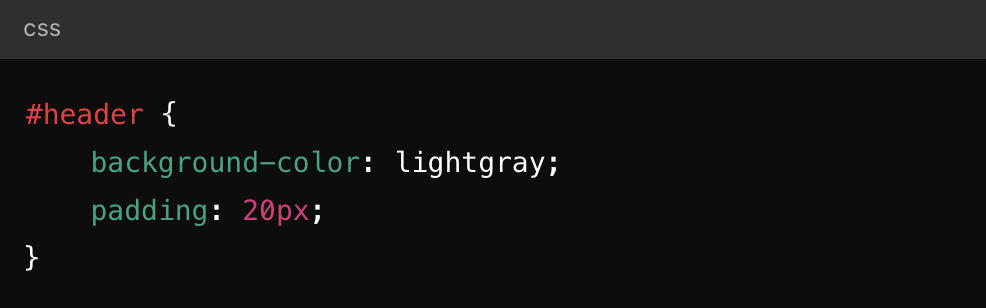 css
#header {
    background-color: lightgray;
    padding: 20px;
}